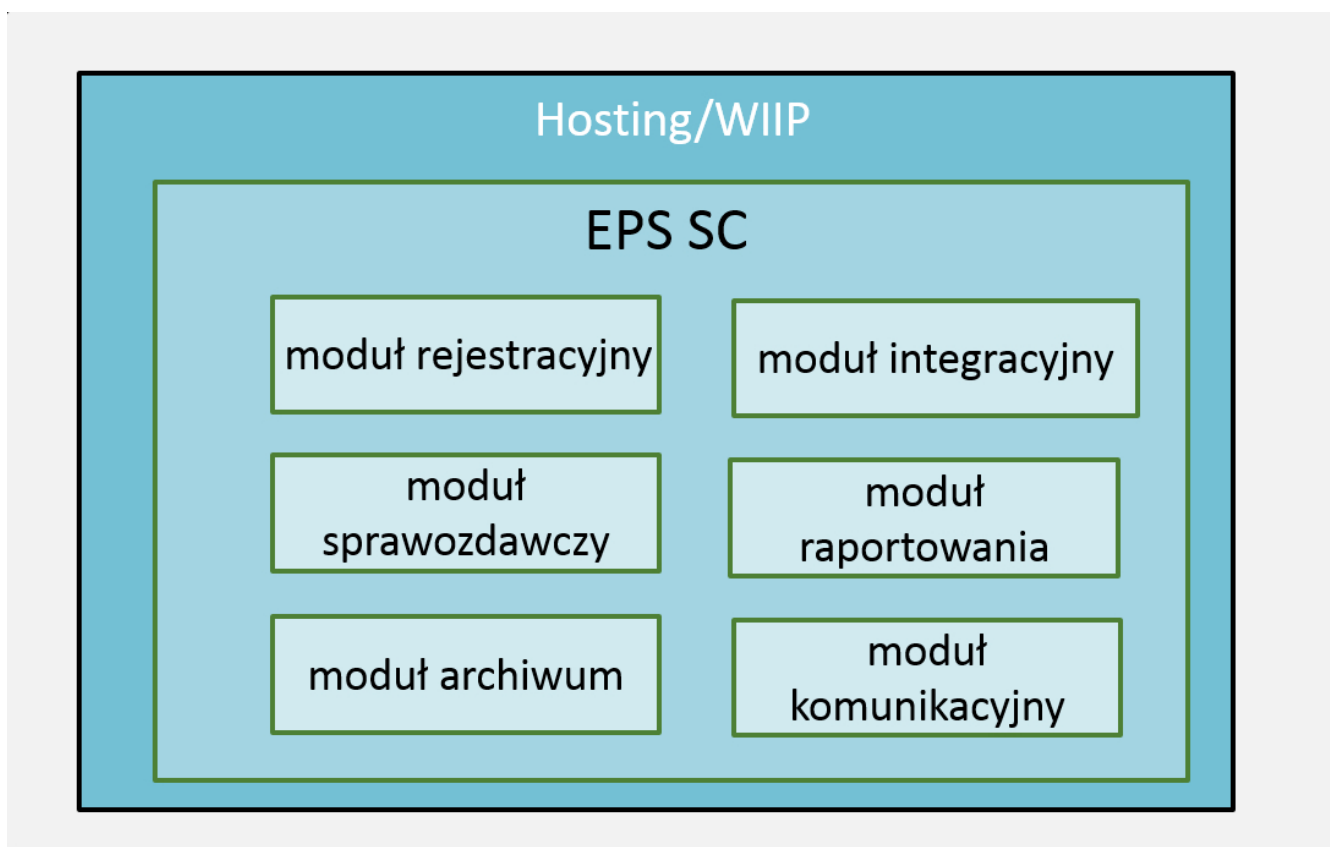 Hosting/WIIP
EPS SC
moduł rejestracyjny
moduł integracyjny
moduł
sprawozdawczy
moduł
raportowania
moduł archiwum
moduł
komunikacyjny